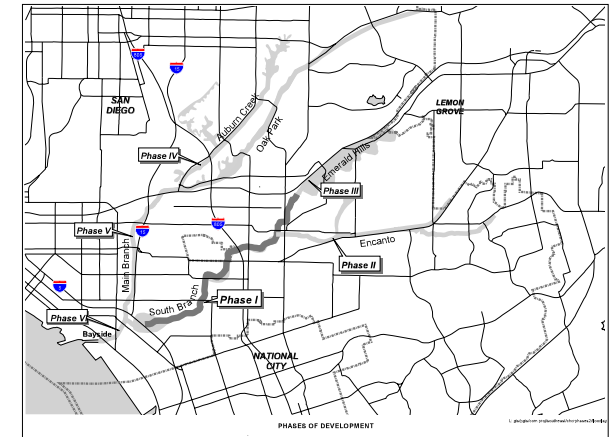 SAN
DIEGO
LEMON
GROVE
Auburn Creek
Oak Park
Phase IV
Emerald Hills
Phase III
Phase V
Main Branch
Encanto
Phase II
South Branch
Phase I
Phase V
Bayside
NATIONAL
CITY
PHASES OF DEVELOPMENT